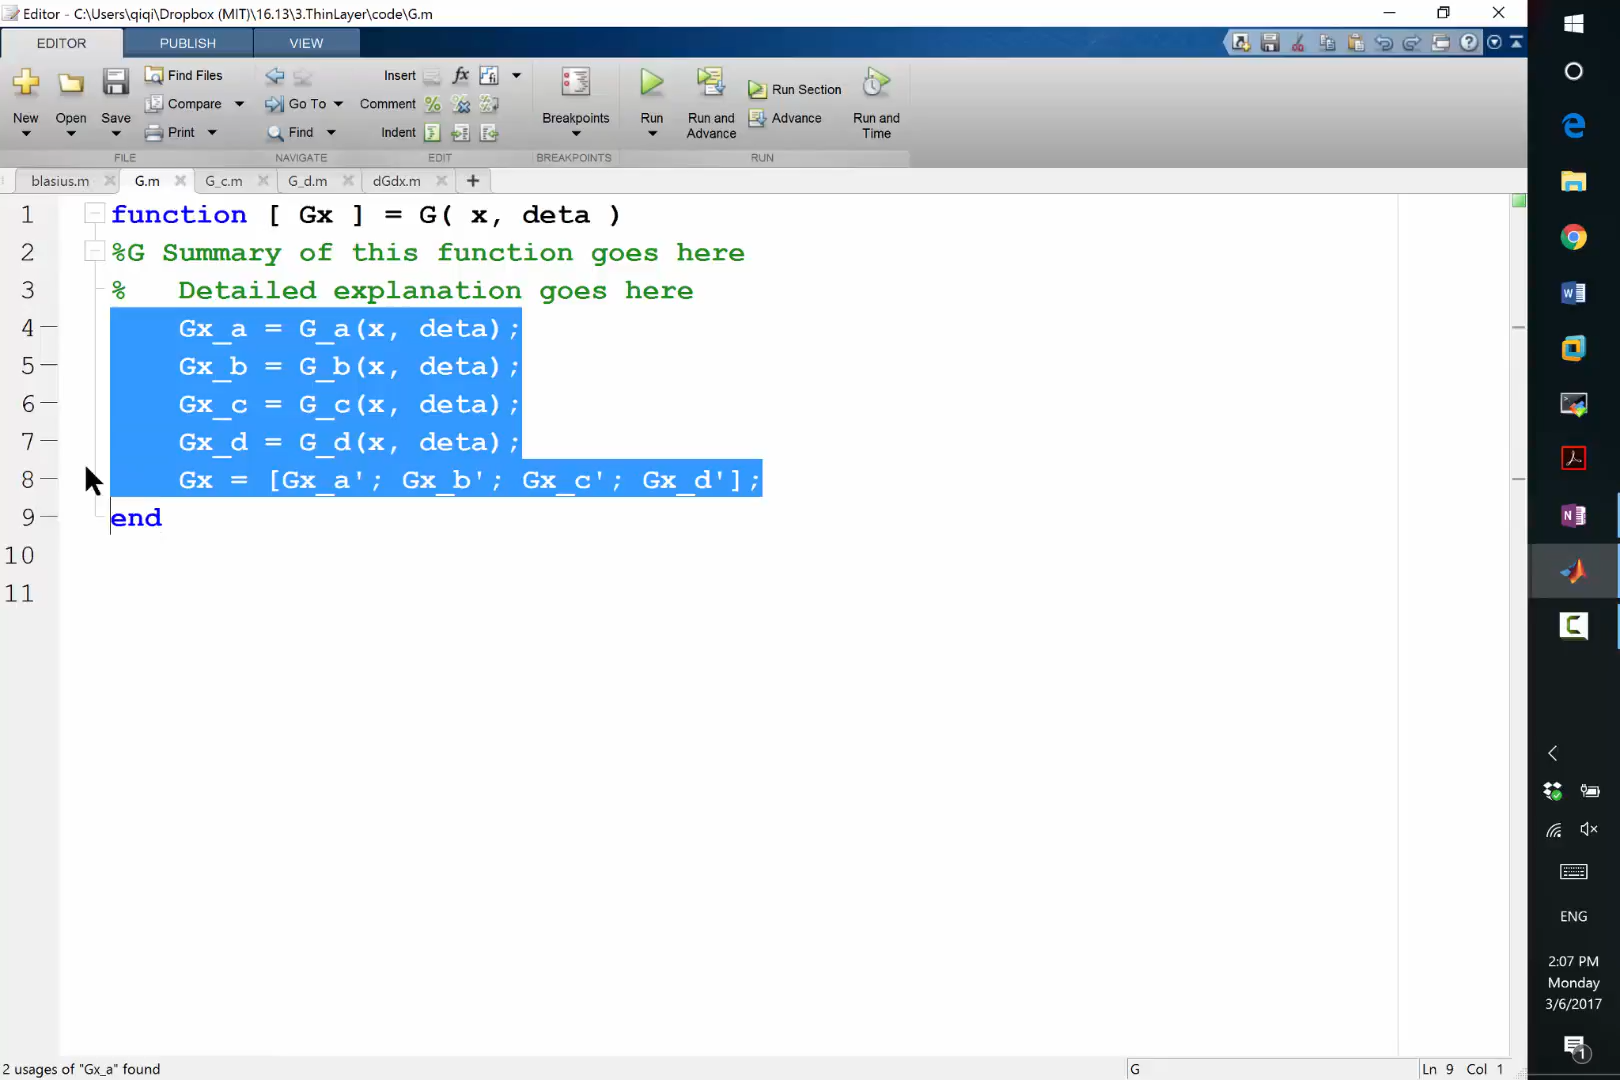 Editor - C:\Users\qiqi\Dropbox (MIT)\16.13\3.ThinLayer\code\G.m
EDITOR PUBLISH VIEW
New Open Save
Find Files
Compare
Print
Go To
Find
Insert fx
Comment %
Indent
Breakpoints
Run
Run and Advance
Run Section
Advance
Run and Time
FILE NAVIGATE EDIT BREAKPOINTS RUN
blasius.m G.m G_c.m G_d.m dGdx.m +
1 function [ Gx ] = G( x, deta )
2 %G Summary of this function goes here
3 %   Detailed explanation goes here
4 Gx_a = G_a(x, deta);
5 Gx_b = G_b(x, deta);
6 Gx_c = G_c(x, deta);
7 Gx_d = G_d(x, deta);
8 Gx = [Gx_a'; Gx_b'; Gx_c'; Gx_d'];
9 end
10
11
2 usages of "Gx_a" found
G
Ln 9 Col 1
ENG
2:07 PM
Monday
3/6/2017
1